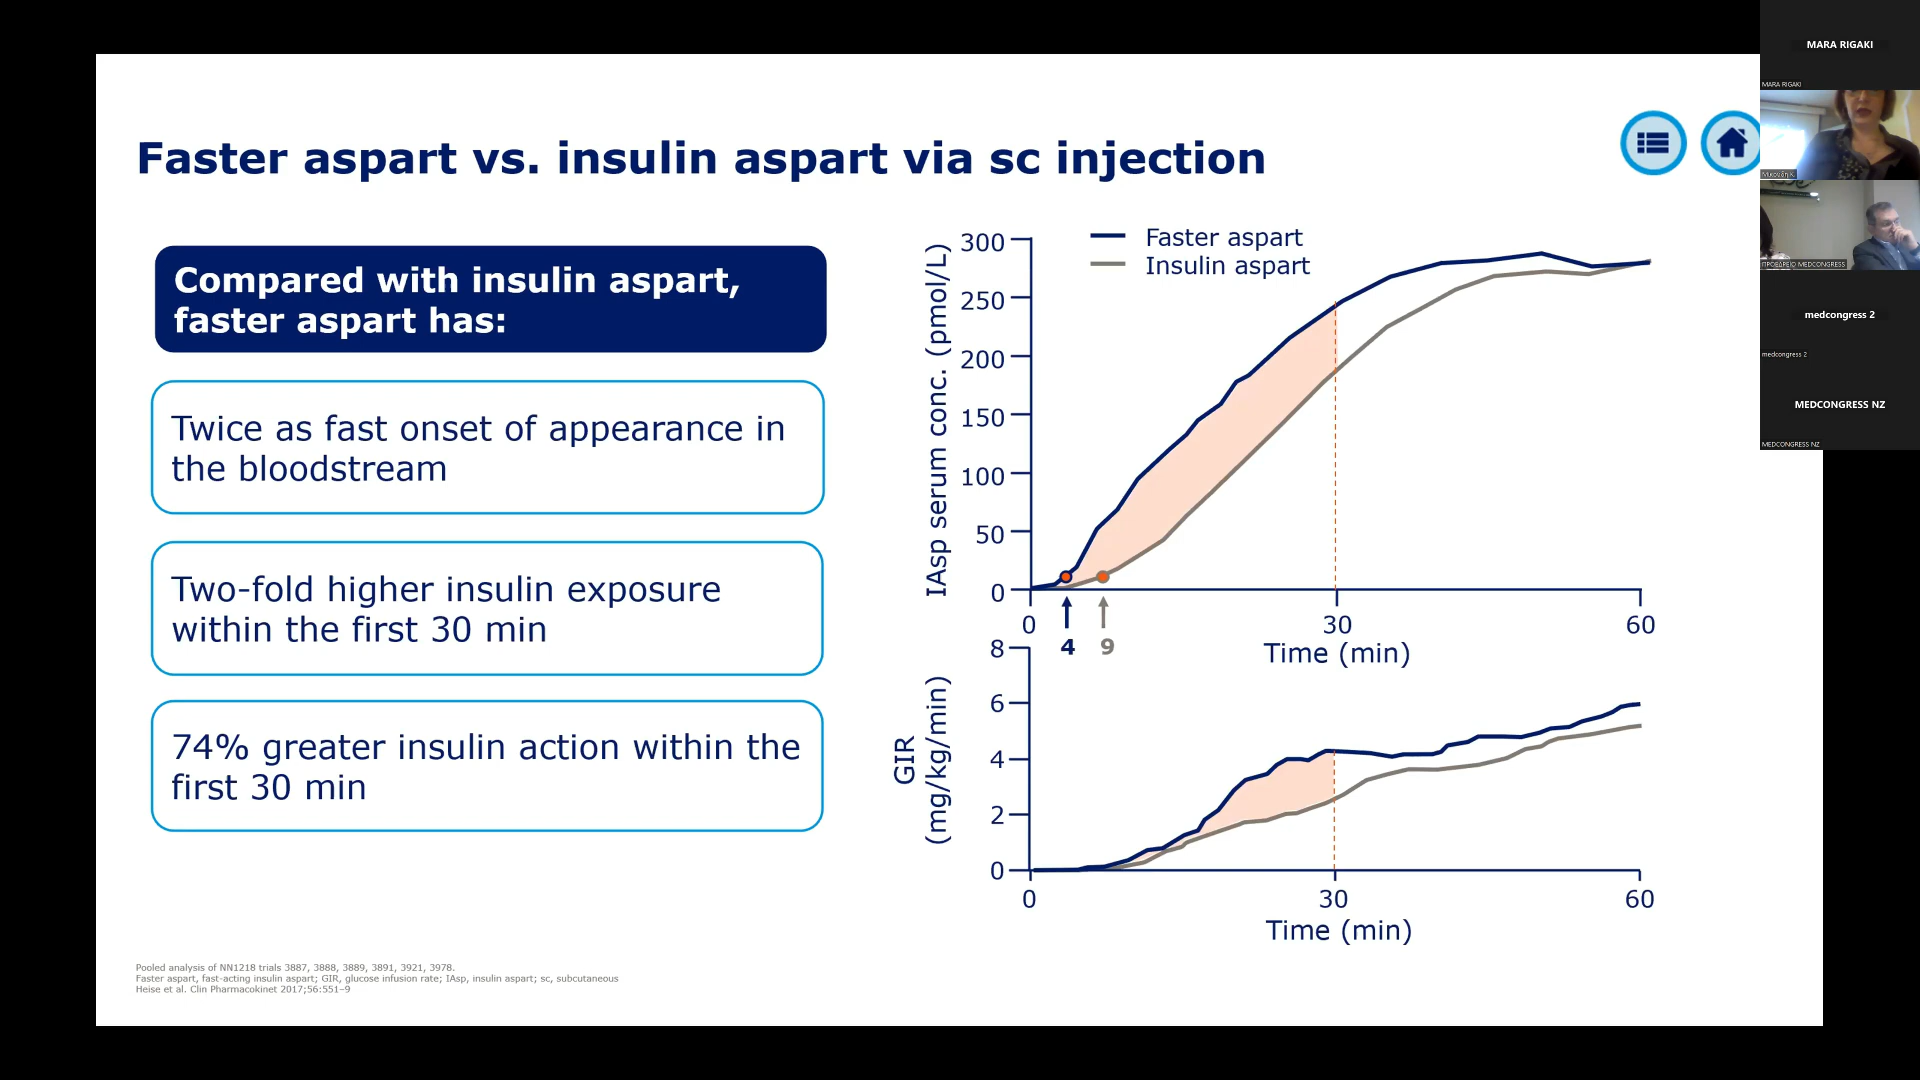 Faster aspart vs. insulin aspart via sc injection
Compared with insulin aspart,
faster aspart has:
Twice as fast onset of appearance in
the bloodstream
Two-fold higher insulin exposure
within the first 30 min
74% greater insulin action within the
first 30 min
Faster aspart
Insulin aspart
IAsp serum conc. (pmol/L)
300
250
200
150
100
50
0
0
30
60
4
9
Time (min)
GIR
(mg/kg/min)
8
6
4
2
0
0
30
60
Time (min)
Pooled analysis of NN1218 trials 3887, 3888, 3889, 3891, 3921, 3978.
Faster aspart, fast-acting insulin aspart; GIR, glucose infusion rate; IAsp, insulin aspart; sc, subcutaneous
Heise et al. Clin Pharmacokinet 2017;56:551–9
MARA RIGAKI
MARA RIGAKI
ΠΡΟΕΔΡΕΙΟ MEDCONGRESS
medcongress 2
medcongress 2
MEDCONGRESS NZ
MEDCONGRESS NZ